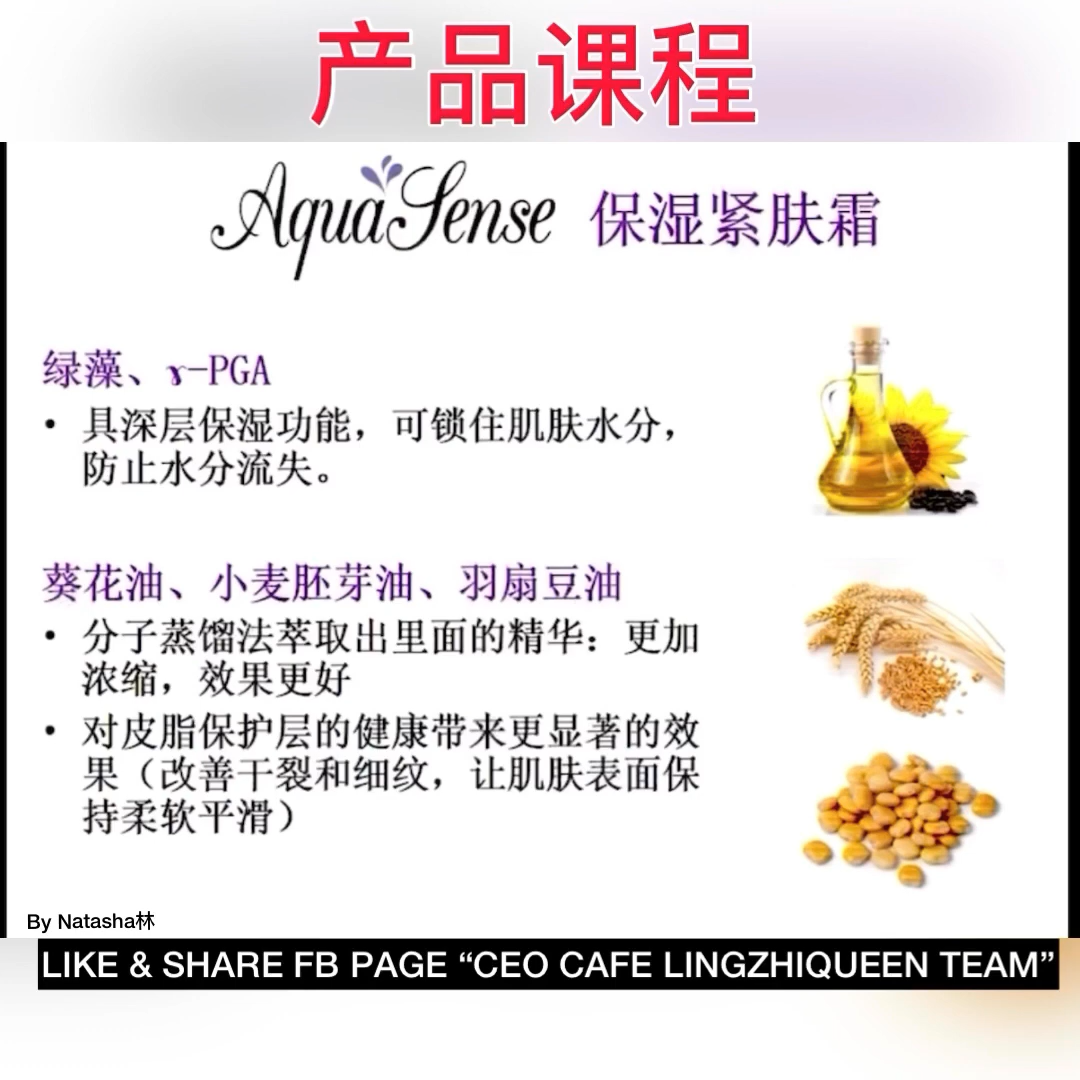 产品课程
AquaSense 保湿紧肤霜
绿藻、ɤ-PGA
• 具深层保湿功能，可锁住肌肤水分，
防止水分流失。
葵花油、小麦胚芽油、羽扇豆油
• 分子蒸馏法萃取出里面的精华：更加
浓缩，效果更好
• 对皮脂保护层的健康带来更显著的效
果（改善干裂和细纹，让肌肤表面保
持柔软平滑）
By Natasha林
LIKE & SHARE FB PAGE “CEO CAFE LINGZHIQUEEN TEAM”